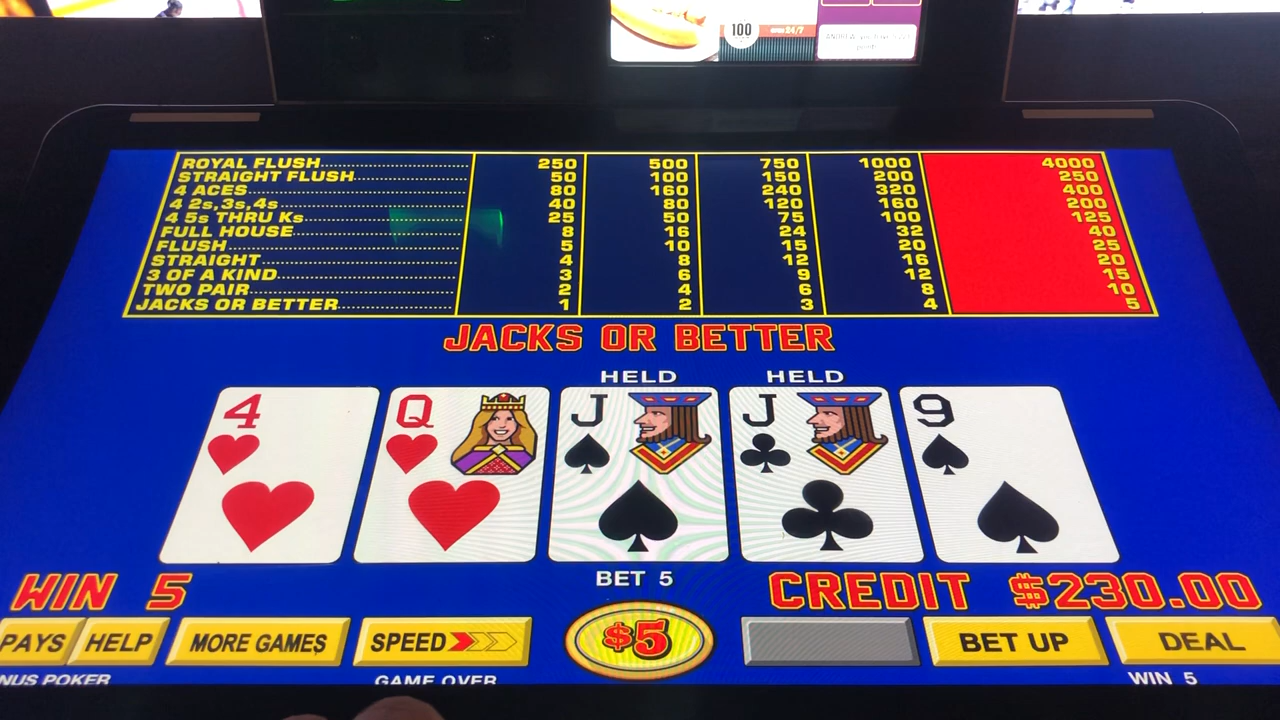 100
OPEN 24/7
ROYAL FLUSH 250 500 750 1000 4000
STRAIGHT FLUSH 50 100 150 200 250
4 ACES 80 160 240 320 400
4 2s,3s,4s 40 80 120 160 200
4 5s THRU Ks 25 50 75 100 125
FULL HOUSE 8 16 24 32 40
FLUSH 5 10 15 20 25
STRAIGHT 4 8 12 16 20
3 OF A KIND 3 6 9 12 15
TWO PAIR 2 4 6 8 10
JACKS OR BETTER 1 2 3 4 5
JACKS OR BETTER
HELD HELD
4 Q J J 9
WIN 5 BET 5 CREDIT $230.00
PAYS HELP MORE GAMES SPEED $5 BET UP DEAL
NUS POKER GAME OVER WIN 5